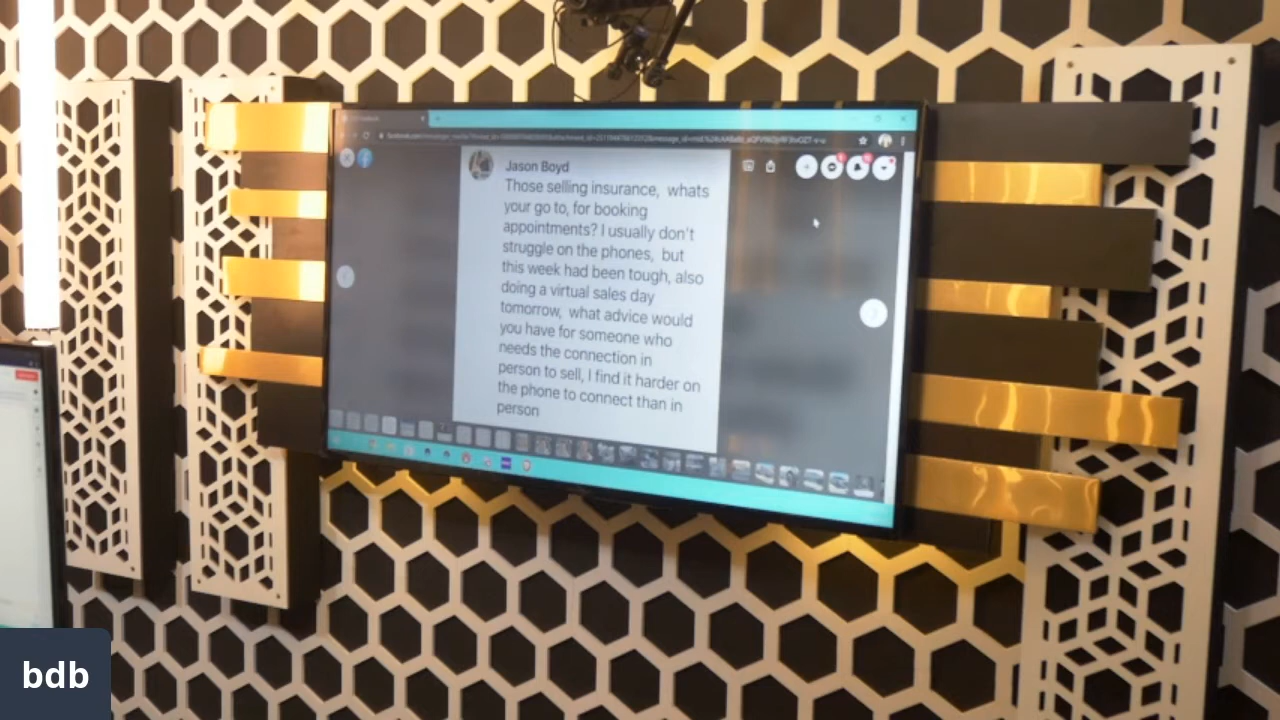 Jason Boyd
Those selling insurance, whats
your go to, for booking
appointments? I usually don't
struggle on the phones, but
this week had been tough, also
doing a virtual sales day
tomorrow, what advice would
you have for someone who
needs the connection in
person to sell, I find it harder on
the phone to connect than in
person
bdb